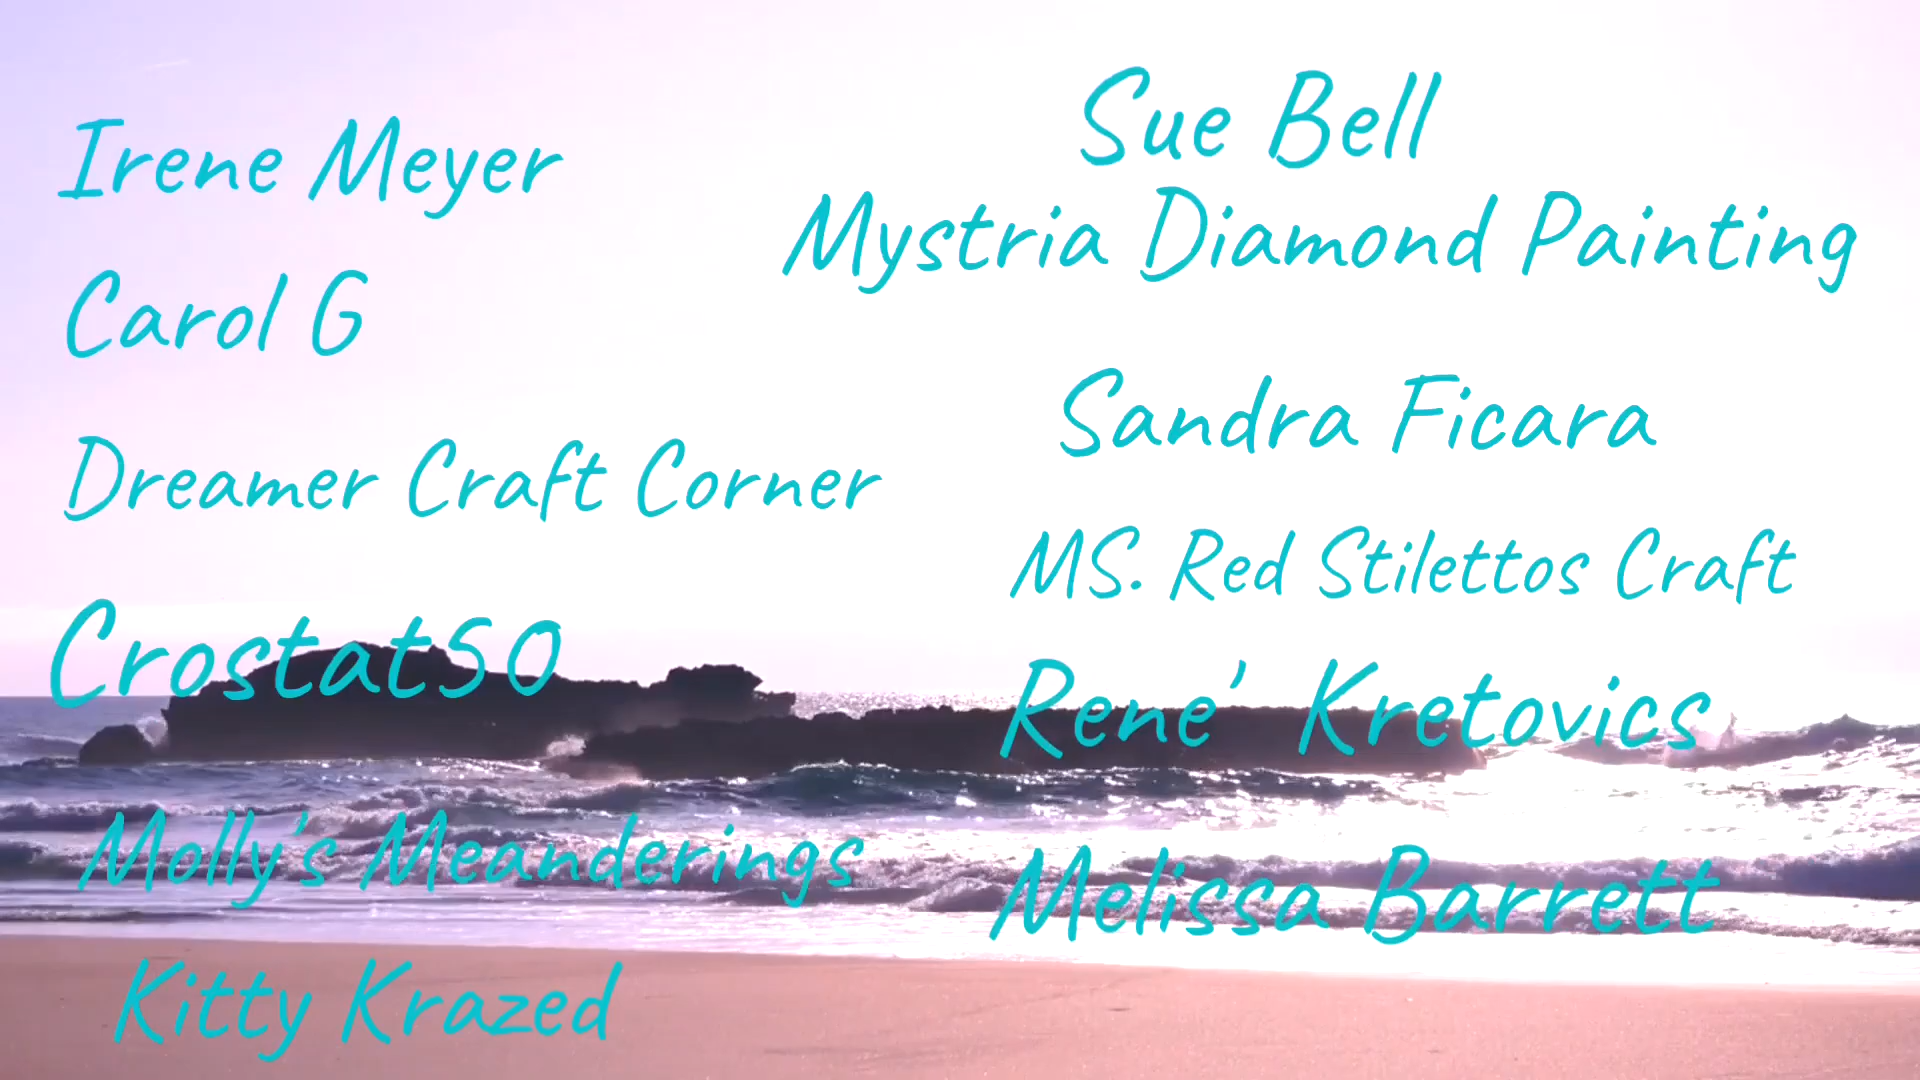 Irene Meyer
Carol G
Dreamer Craft Corner
Crostat50
Molly's Meanderings
Kitty Krazed
Sue Bell
Mystria Diamond Painting
Sandra Ficara
MS. Red Stilettos Craft
Rene' Kretovics
Melissa Barrett